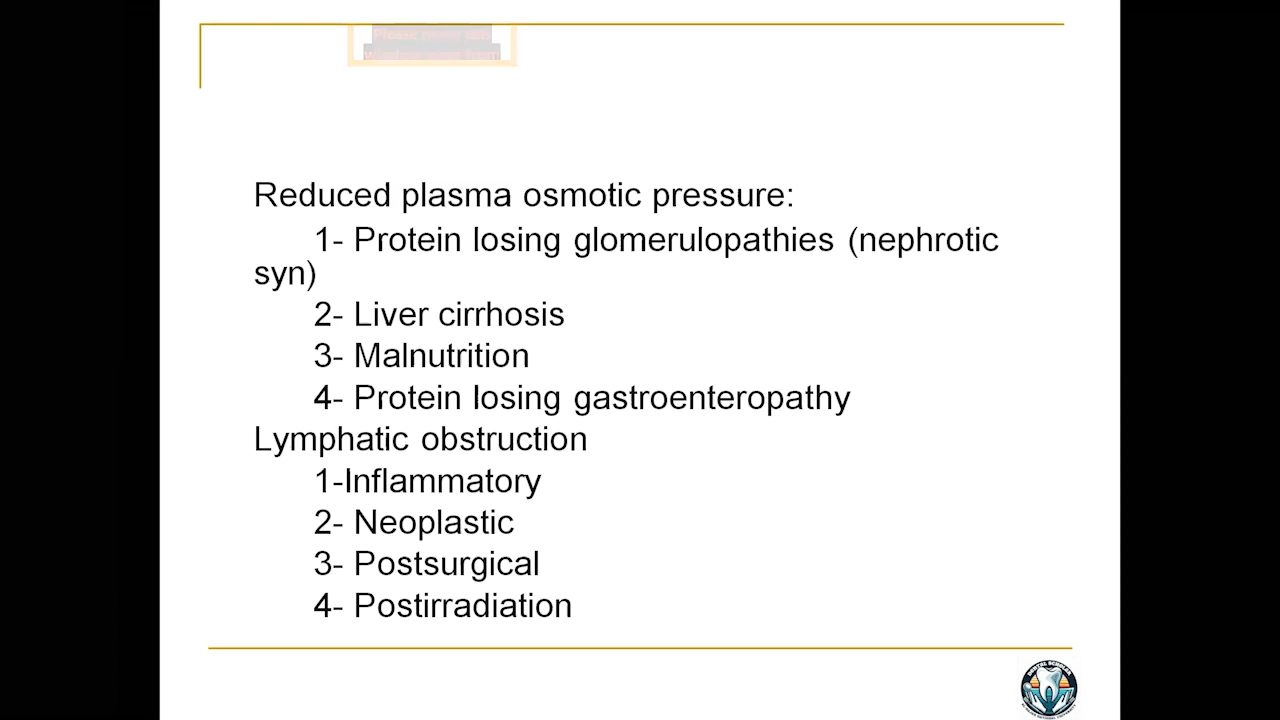 Reduced plasma osmotic pressure:
1- Protein losing glomerulopathies (nephrotic
syn)
2- Liver cirrhosis
3- Malnutrition
4- Protein losing gastroenteropathy
Lymphatic obstruction
1-Inflammatory
2- Neoplastic
3- Postsurgical
4- Postirradiation